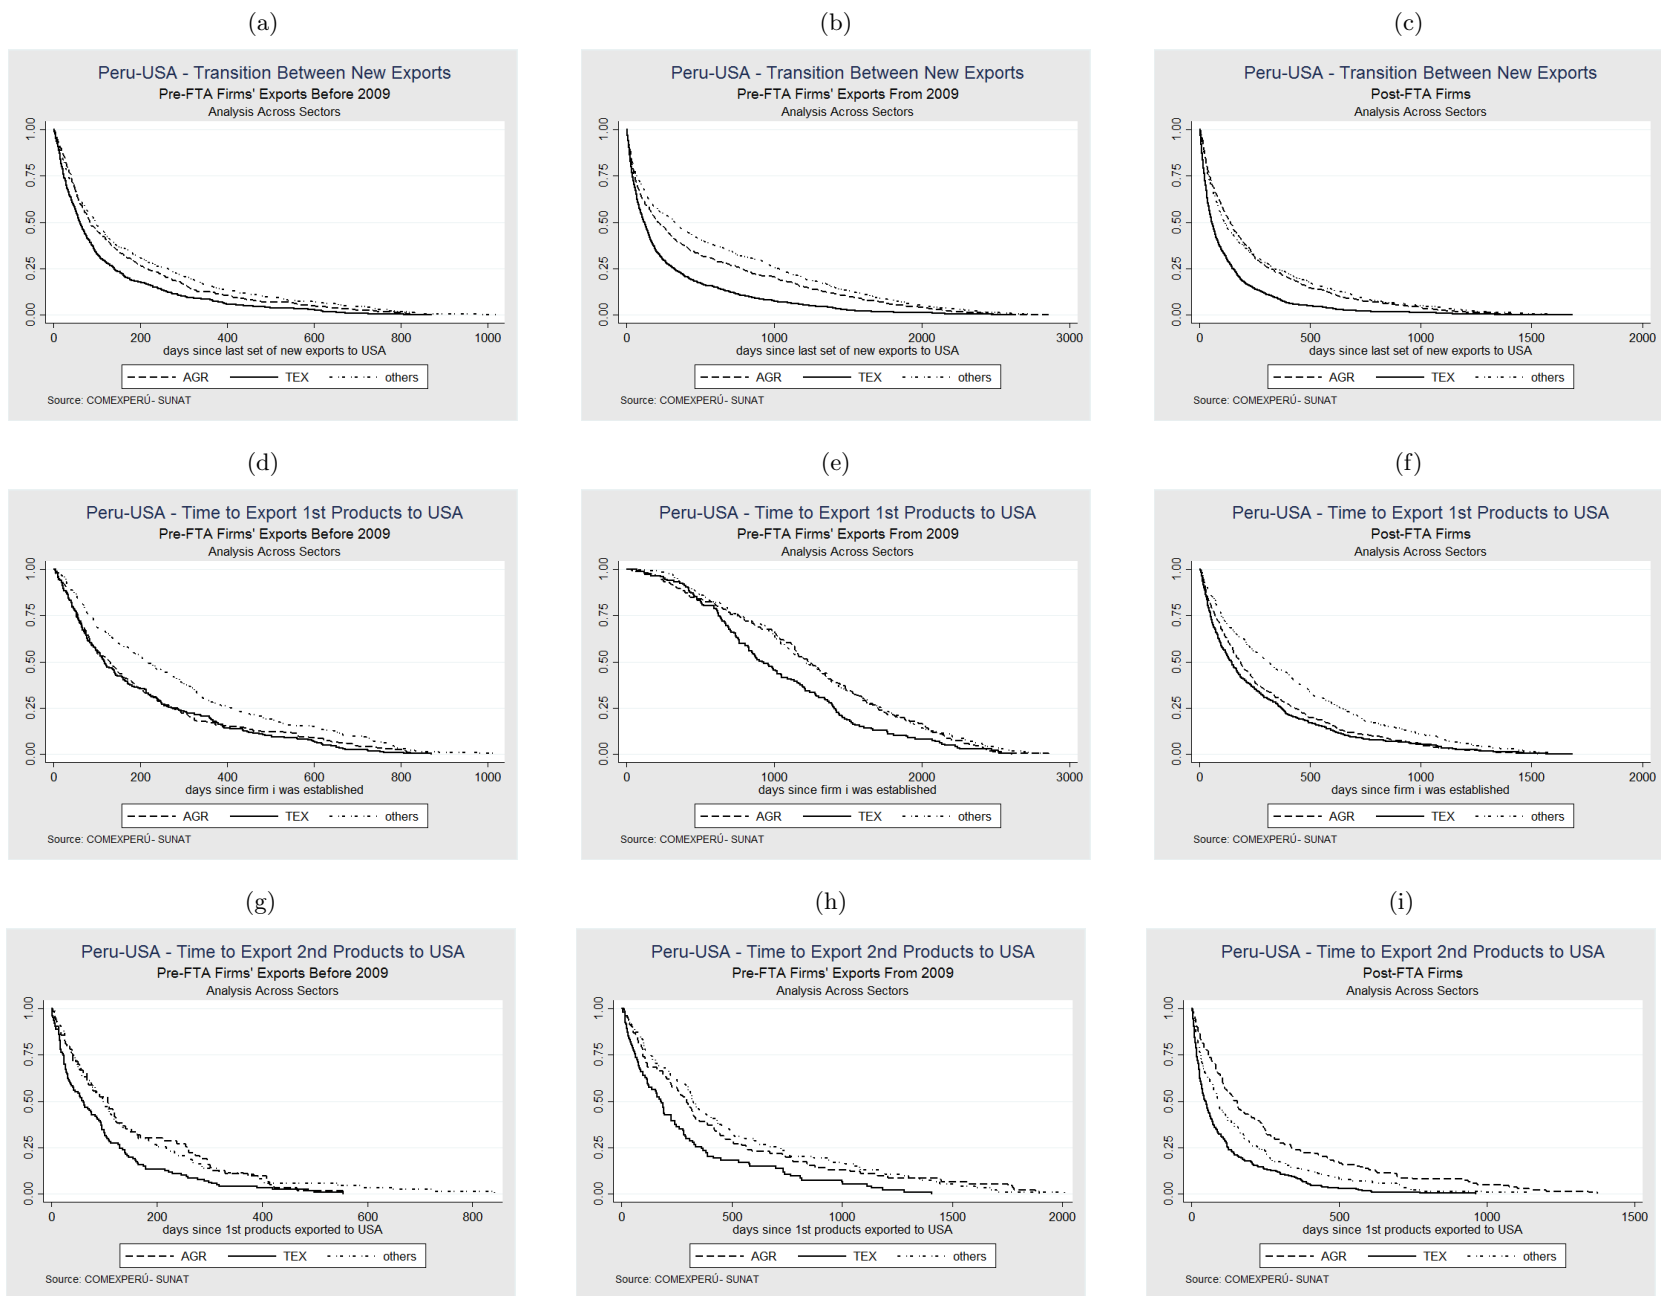 (a)
Peru-USA - Transition Between New Exports
Pre-FTA Firms' Exports Before 2009
Analysis Across Sectors
1.00
0.75
0.50
0.25
0.00
0 200 400 600 800 1000
days since last set of new exports to USA
AGR TEX others
Source: COMEXPERÚ- SUNAT
(b)
Peru-USA - Transition Between New Exports
Pre-FTA Firms' Exports From 2009
Analysis Across Sectors
1.00
0.75
0.50
0.25
0.00
0 1000 2000 3000
days since last set of new exports to USA
AGR TEX others
Source: COMEXPERÚ- SUNAT
(c)
Peru-USA - Transition Between New Exports
Post-FTA Firms
Analysis Across Sectors
1.00
0.75
0.50
0.25
0.00
0 500 1000 1500 2000
days since last set of new exports to USA
AGR TEX others
Source: COMEXPERÚ- SUNAT
(d)
Peru-USA - Time to Export 1st Products to USA
Pre-FTA Firms' Exports Before 2009
Analysis Across Sectors
1.00
0.75
0.50
0.25
0.00
0 200 400 600 800 1000
days since firm i was established
AGR TEX others
Source: COMEXPERÚ- SUNAT
(e)
Peru-USA - Time to Export 1st Products to USA
Pre-FTA Firms' Exports From 2009
Analysis Across Sectors
1.00
0.75
0.50
0.25
0.00
0 1000 2000 3000
days since firm i was established
AGR TEX others
Source: COMEXPERÚ- SUNAT
(f)
Peru-USA - Time to Export 1st Products to USA
Post-FTA Firms
Analysis Across Sectors
1.00
0.75
0.50
0.25
0.00
0 500 1000 1500 2000
days since firm i was established
AGR TEX others
Source: COMEXPERÚ- SUNAT
(g)
Peru-USA - Time to Export 2nd Products to USA
Pre-FTA Firms' Exports Before 2009
Analysis Across Sectors
1.00
0.75
0.50
0.25
0.00
0 200 400 600 800
days since 1st products exported to USA
AGR TEX others
Source: COMEXPERÚ- SUNAT
(h)
Peru-USA - Time to Export 2nd Products to USA
Pre-FTA Firms' Exports From 2009
Analysis Across Sectors
1.00
0.75
0.50
0.25
0.00
0 500 1000 1500 2000
days since 1st products exported to USA
AGR TEX others
Source: COMEXPERÚ- SUNAT
(i)
Peru-USA - Time to Export 2nd Products to USA
Post-FTA Firms
Analysis Across Sectors
1.00
0.75
0.50
0.25
0.00
0 500 1000 1500
days since 1st products exported to USA
AGR TEX others
Source: COMEXPERÚ- SUNAT